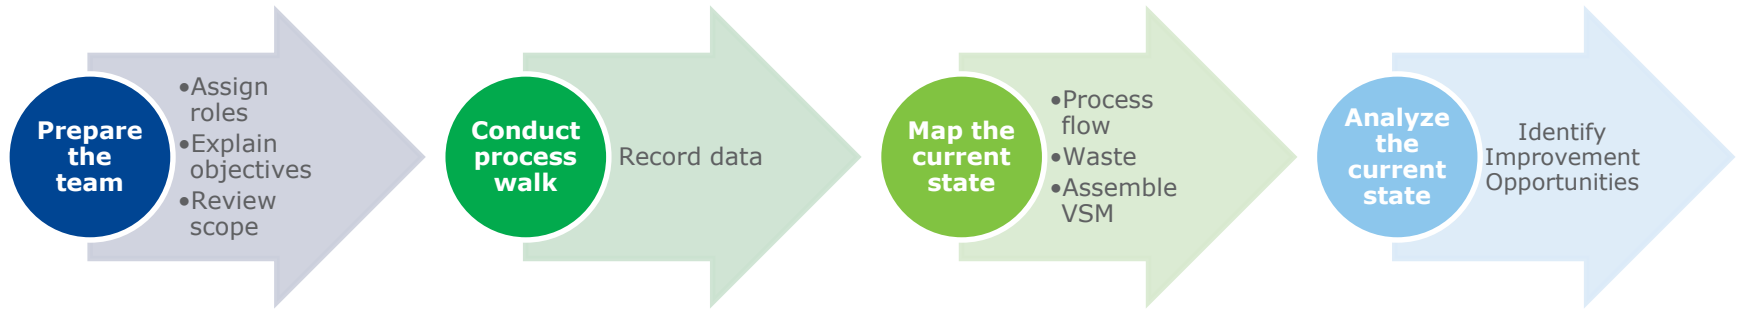 Prepare
the
team
•Assign
roles
•Explain
objectives
•Review
scope
Conduct
process
walk
Record data
Map the
current
state
•Process
flow
•Waste
•Assemble
VSM
Analyze
the
current
state
Identify
Improvement
Opportunities